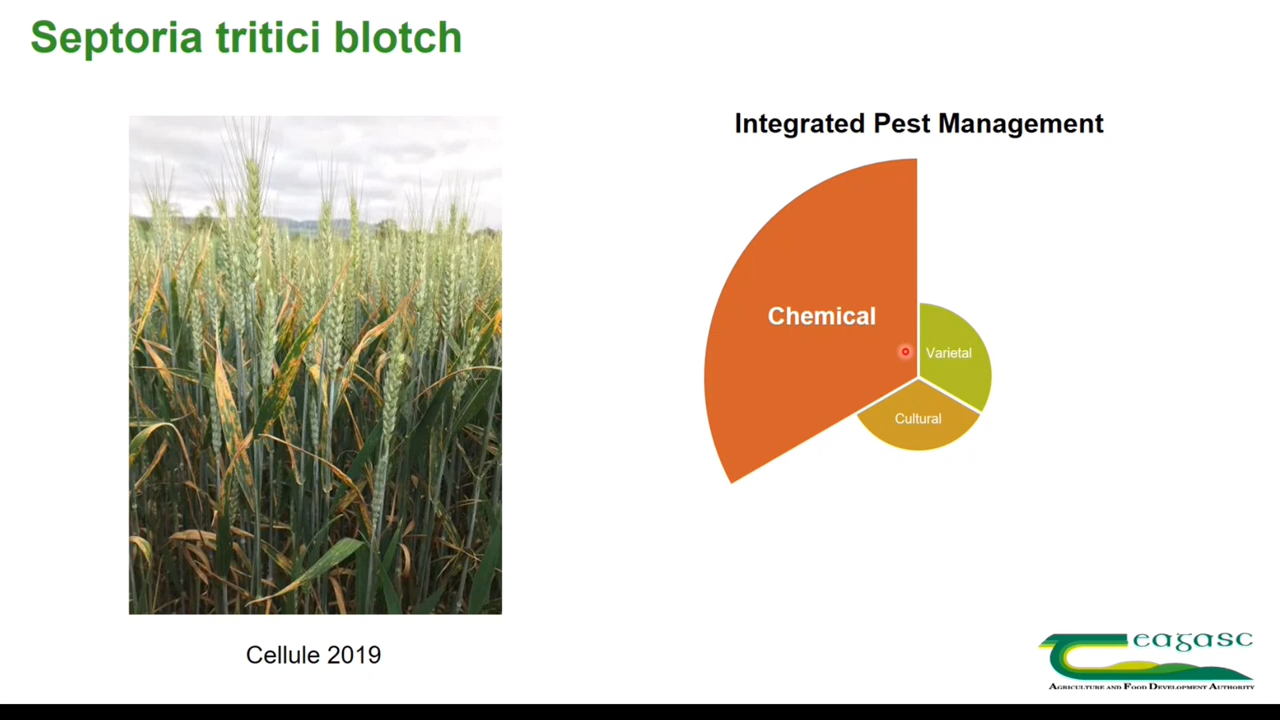 Septoria tritici blotch
Integrated Pest Management
Chemical
Varietal
Cultural
Cellule 2019
Teagasc
AGRICULTURE AND FOOD DEVELOPMENT AUTHORITY